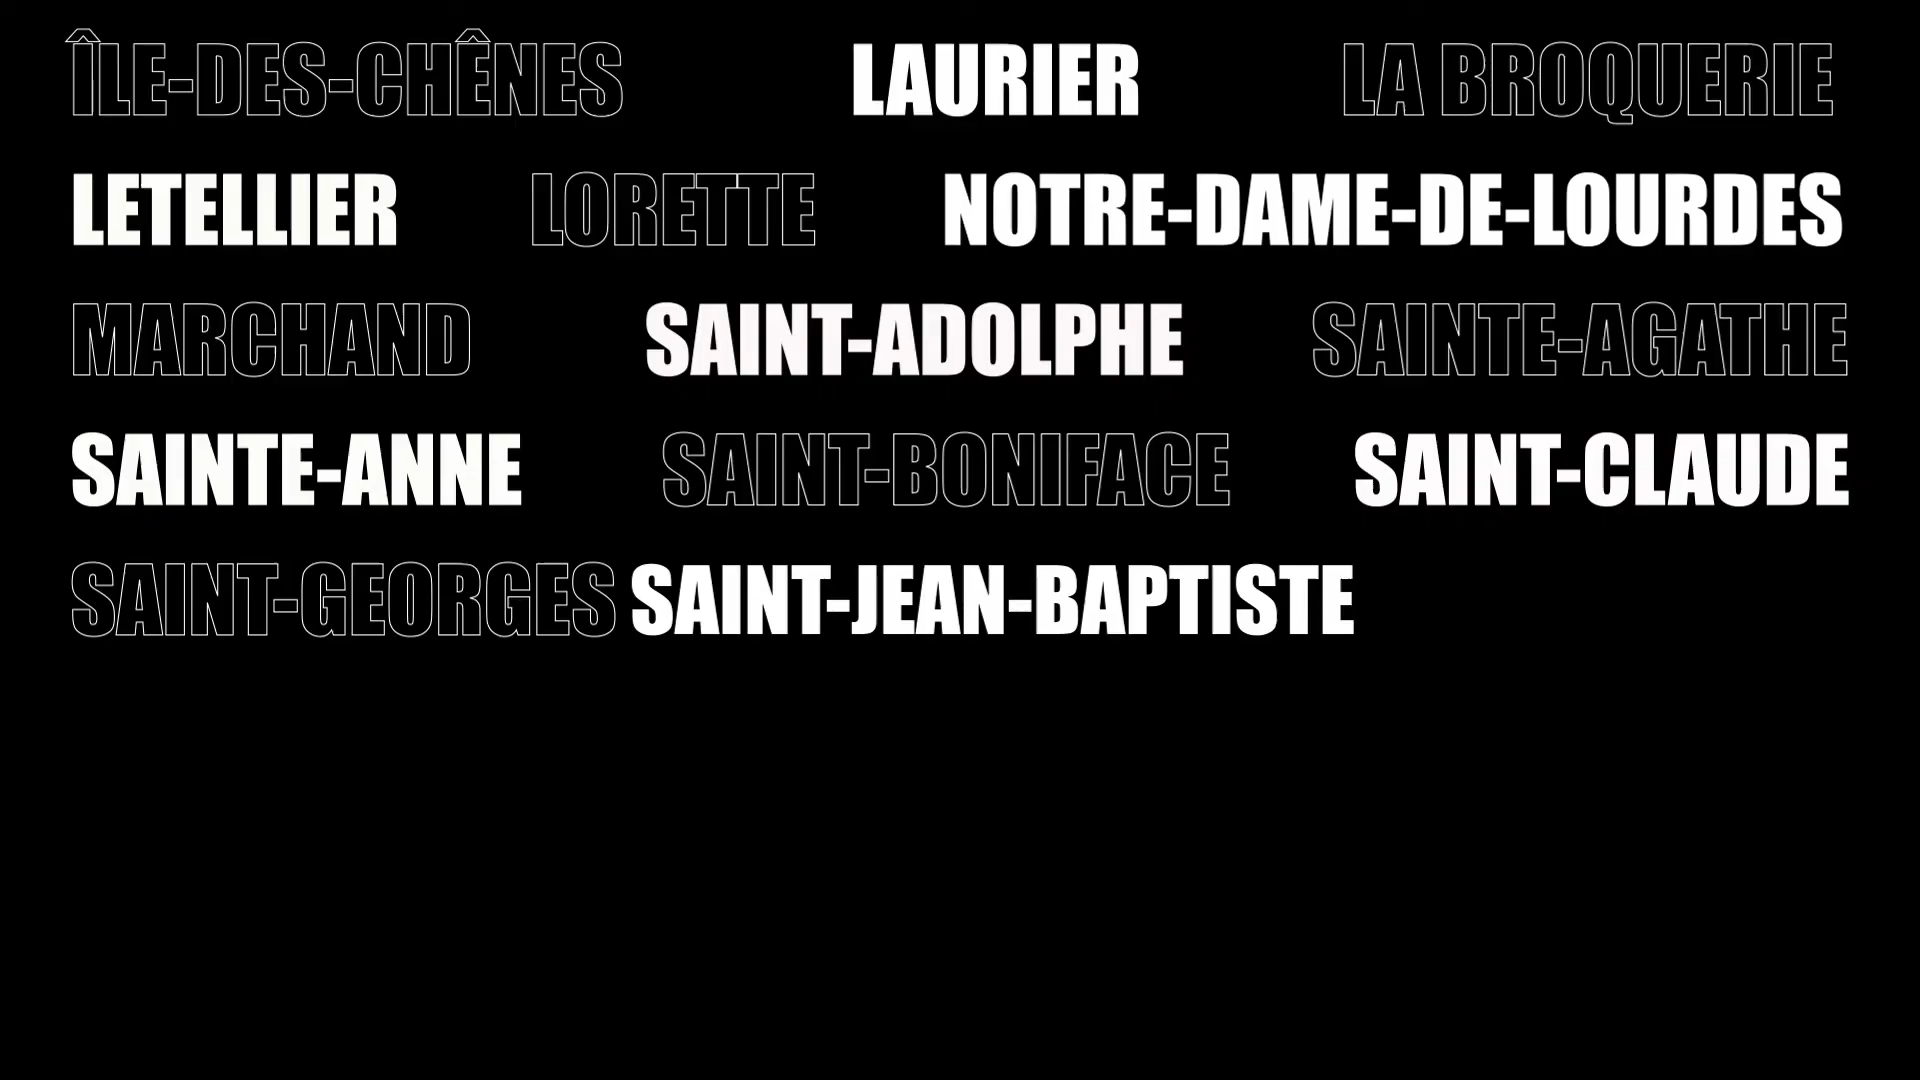 ÎLE-DES-CHÊNES LAURIER LA BROQUERIE
LETELLIER LORETTE NOTRE-DAME-DE-LOURDES
MARCHAND SAINT-ADOLPHE SAINTE-AGATHE
SAINTE-ANNE SAINT-BONIFACE SAINT-CLAUDE
SAINT-GEORGES SAINT-JEAN-BAPTISTE